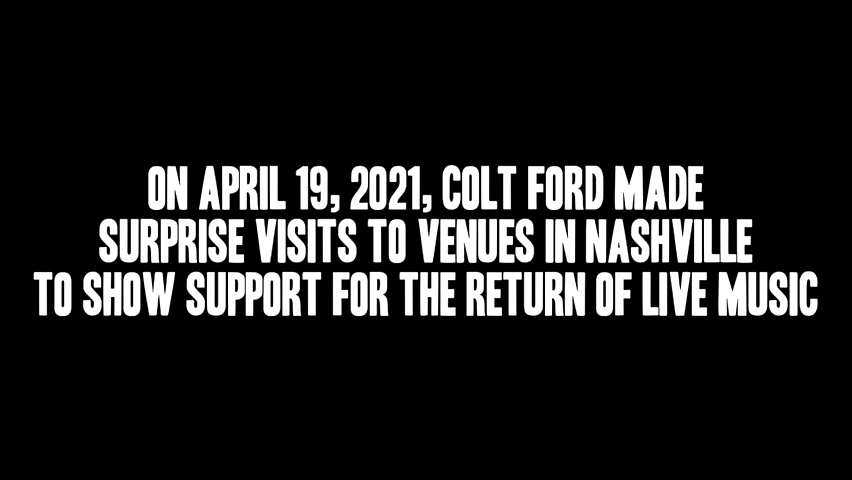 ON APRIL 19, 2021, COLT FORD MADE
SURPRISE VISITS TO VENUES IN NASHVILLE
TO SHOW SUPPORT FOR THE RETURN OF LIVE MUSIC